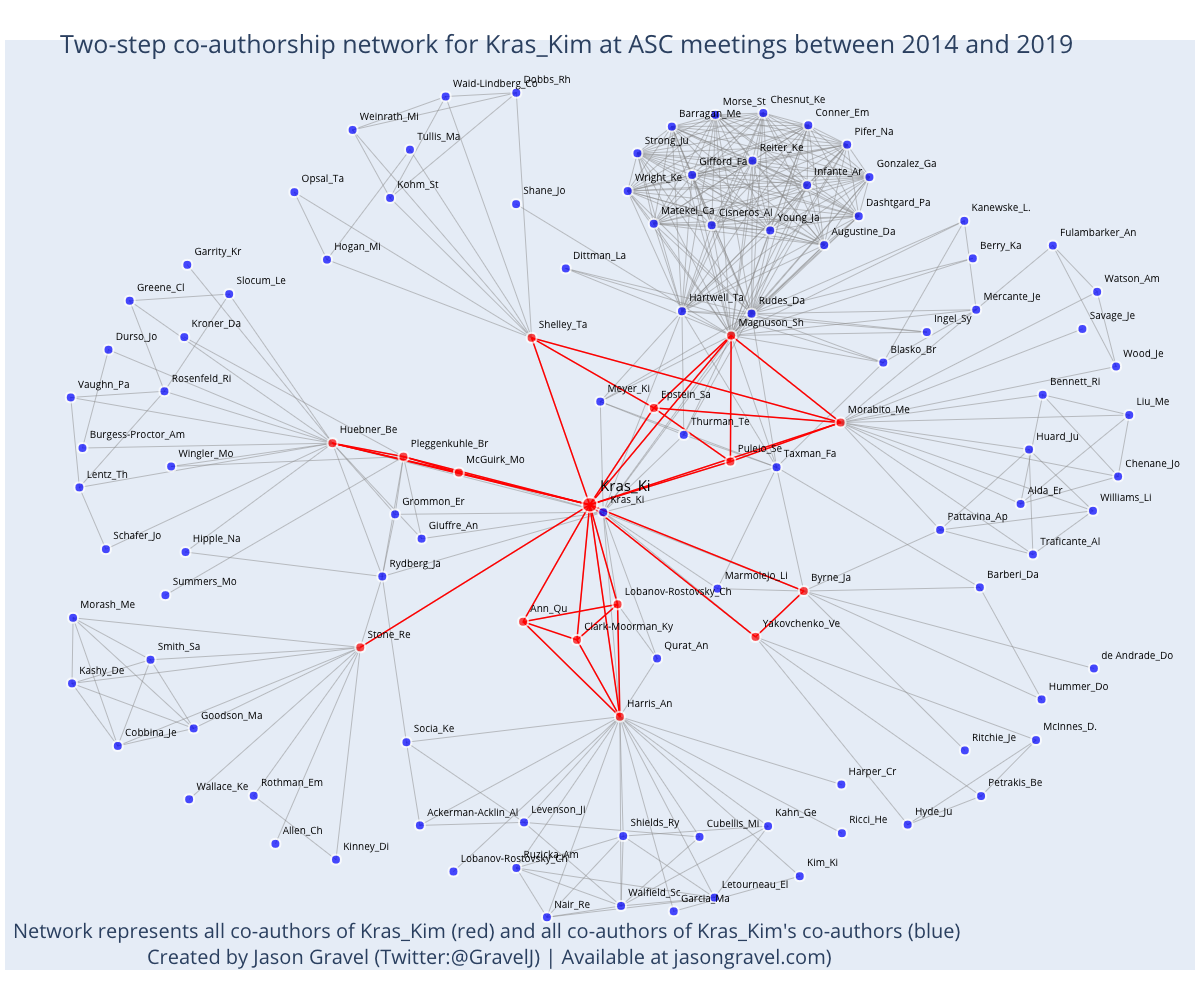 Two-step co-authorship network for Kras_Kim at ASC meetings between 2014 and 2019
Dobbs_Rh
Waid-Lindberg_Co
Weinrath_Mi
Tullis_Ma
Opsal_Ta
Kohm_St
Shane_Jo
Hogan_Mi
Dittman_La
Morse_St
Chesnut_Ke
Barragan_Me
Conner_Em
Pifer_Na
Strong_Ju
Reiter_Ke
Gifford_Fa
Gonzalez_Ga
Infante_Ar
Wright_Ke
Matekel_Ca
Cisneros_Al
Young_Ja
Dashtgard_Pa
Augustine_Da
Kanewske_L.
Fulambarker_An
Berry_Ka
Watson_Am
Garrity_Kr
Greene_Cl
Slocum_Le
Hartwell_Ta
Rudes_Da
Mercante_Je
Savage_Je
Magnuson_Sh
Ingel_Sy
Kroner_Da
Shelley_Ta
Durso_Jo
Blasko_Br
Wood_Je
Rosenfeld_Ri
Vaughn_Pa
Meyer_Ki
Epstein_Sa
Bennett_Ri
Liu_Me
Morabito_Me
Thurman_Te
Huebner_Be
Burgess-Proctor_Am
Pleggenkuhle_Br
Pulejo_Se
Taxman_Fa
Huard_Ju
Wingler_Mo
McGuirk_Mo
Chenane_Jo
Lentz_Th
Kras_Ki
Kras_Ki
Alda_Er
Williams_Li
Grommon_Er
Giuffre_An
Pattavina_Ap
Schafer_Jo
Hipple_Na
Traficante_Al
Rydberg_Ja
Marmolejo_Li
Byrne_Ja
Barberi_Da
Summers_Mo
Lobanov-Rostovsky_Ch
Morash_Me
Ann_Qu
Clark-Moorman_Ky
Yakovchenko_Ve
Stone_Re
Smith_Sa
Qurat_An
de Andrade_Do
Kashy_De
Hummer_Do
Harris_An
Goodson_Ma
Cobbina_Je
Socia_Ke
Ritchie_Je
McInnes_D.
Wallace_Ke
Rothman_Em
Harper_Cr
Petrakis_Be
Ackerman-Acklin_Al
Levenson_Ji
Shields_Ry
Cubellis_Mi
Kahn_Ge
Ricci_He
Hyde_Ju
Allen_Ch
Kinney_Di
Lobanov-Rostovsky_Ch
Ruzicka-Am
Kim_Ki
Nair_Re
Walfield_Sc
Garcia_Ma
Letourneau_El
Network represents all co-authors of Kras_Kim (red) and all co-authors of Kras_Kim's co-authors (blue)
Created by Jason Gravel (Twitter:@GravelJ) | Available at jasongravel.com)